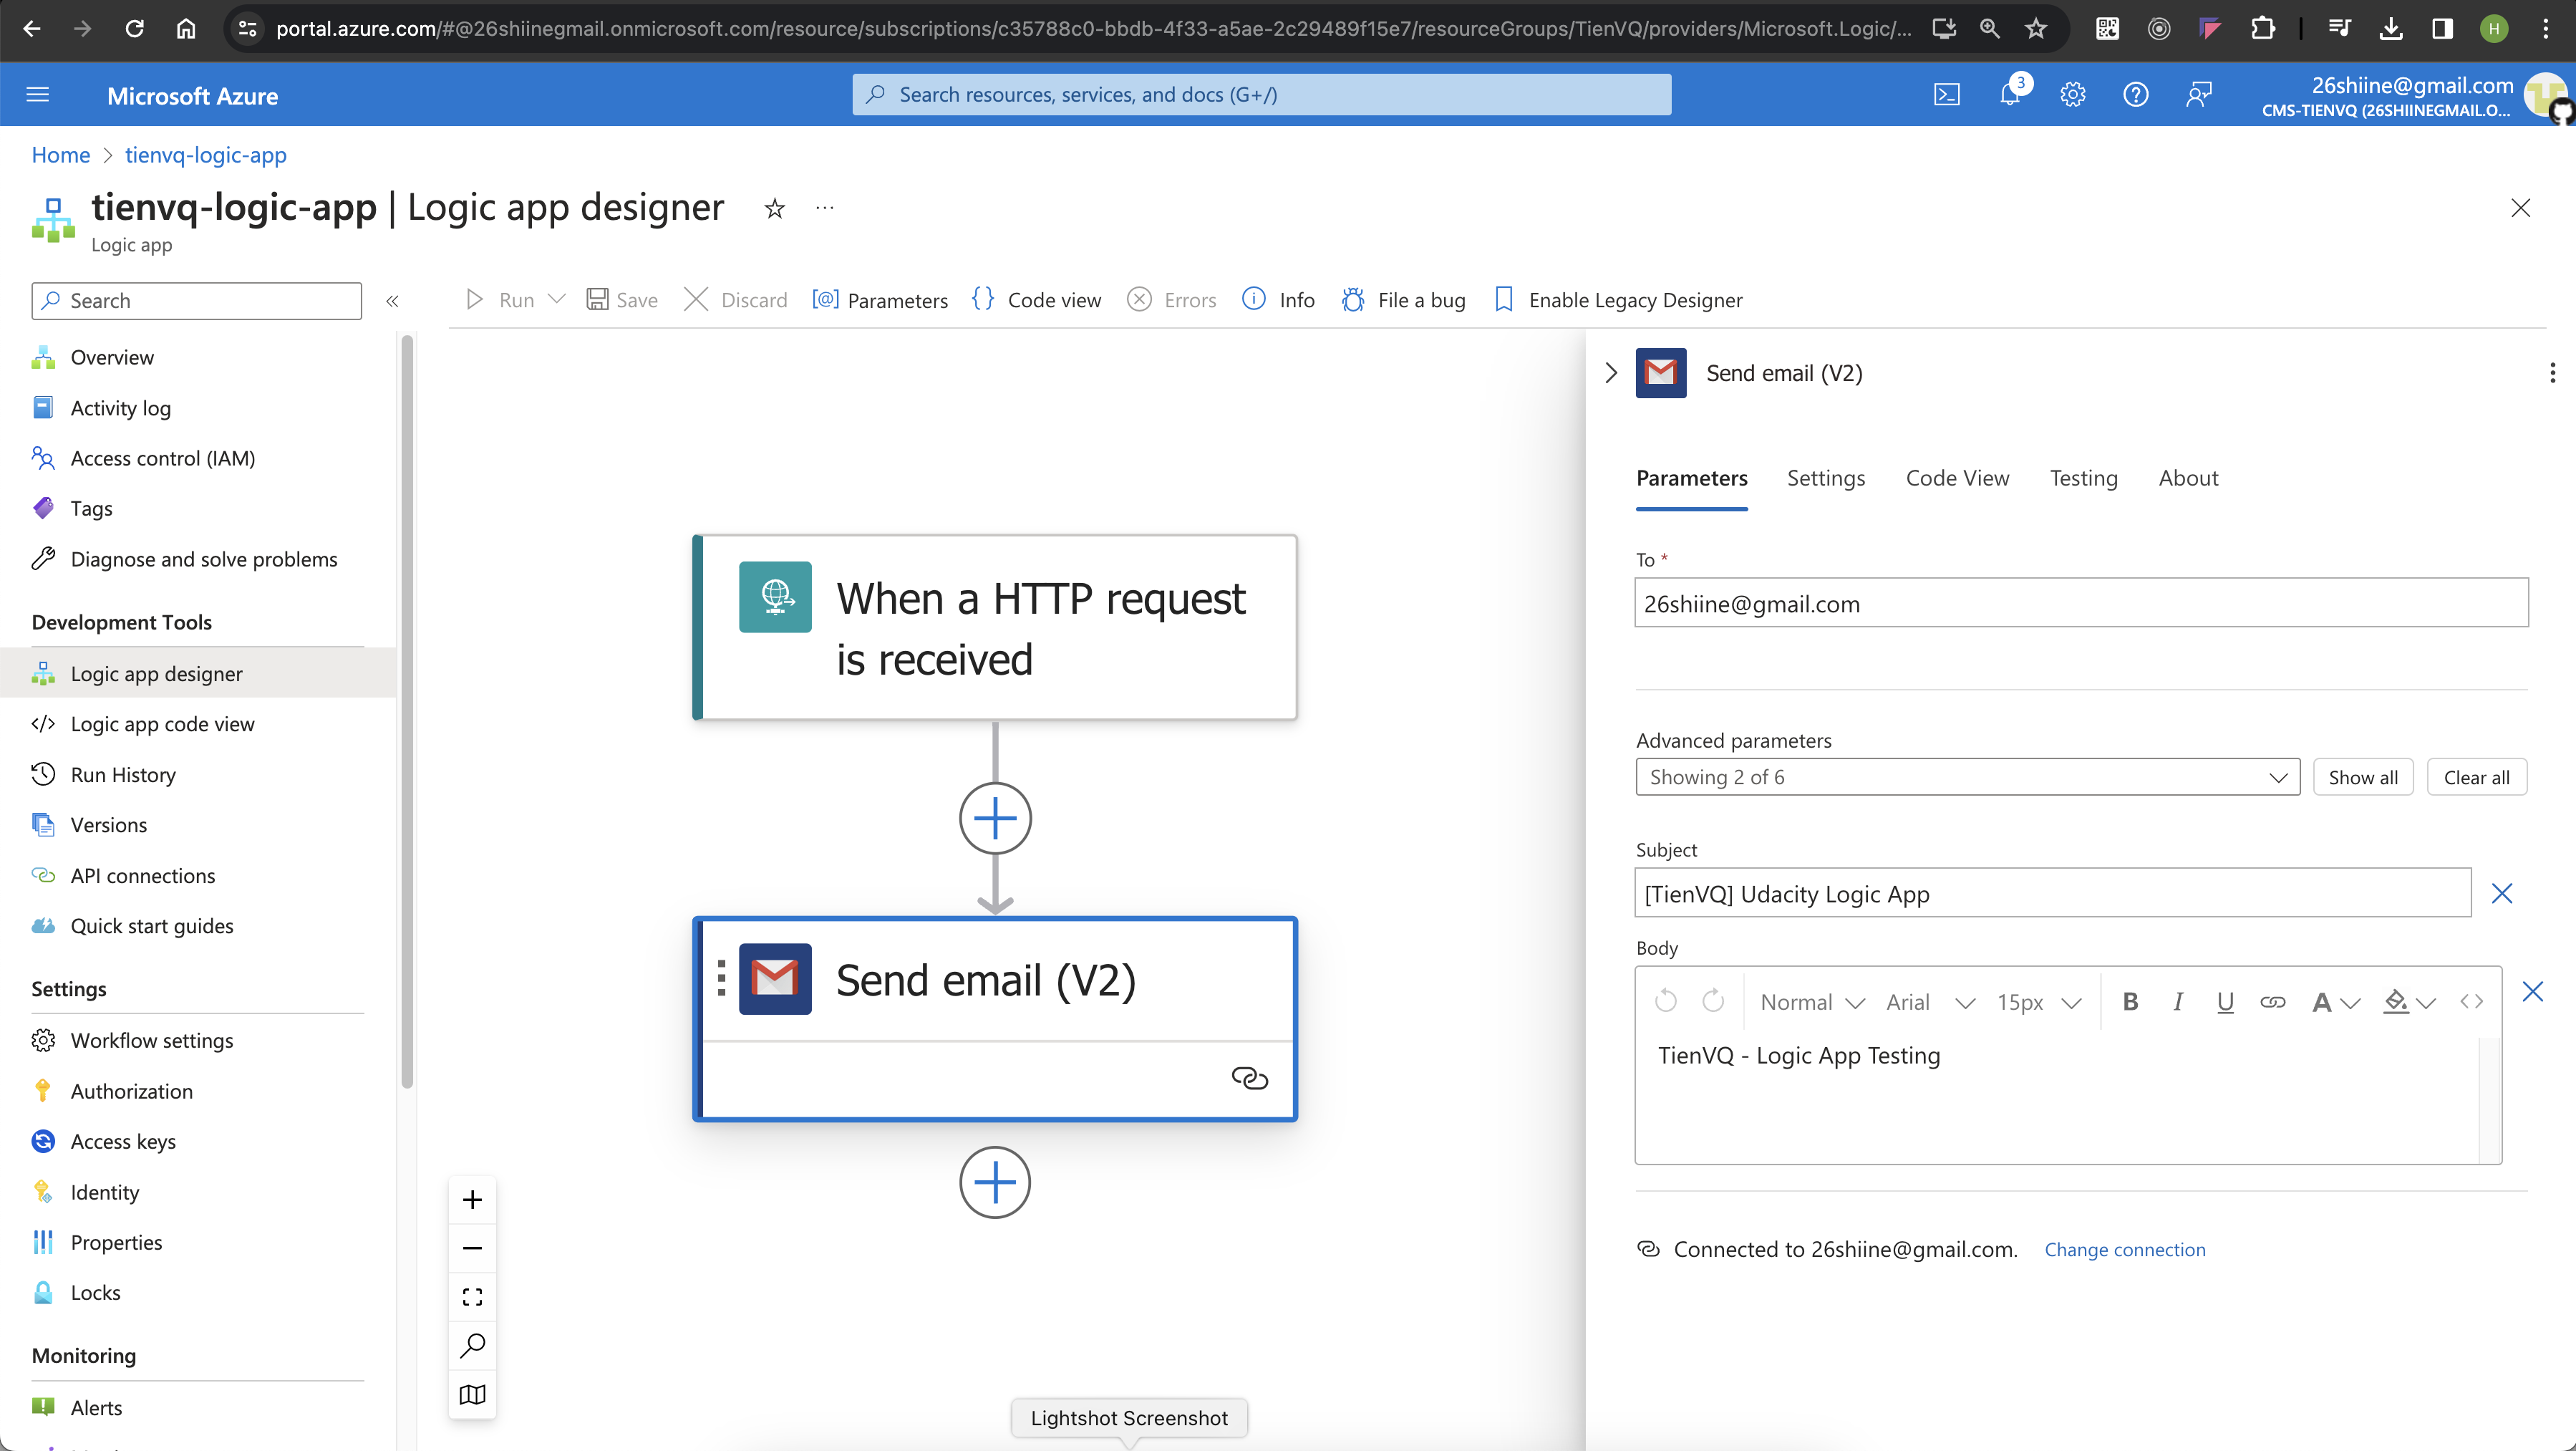 portal.azure.com/#@26shiinegmail.onmicrosoft.com/resource/subscriptions/c35788c0-bbdb-4f33-a5ae-2c29489f15e7/resourceGroups/TienVQ/providers/Microsoft.Logic/...
H
Microsoft Azure
Search resources, services, and docs (G+/)
3
26shiine@gmail.com
CMS-TIENVQ (26SHIINEGMAIL.O...
Home > tienvq-logic-app
tienvq-logic-app | Logic app designer
Logic app
Search
Run
Save
Discard
Parameters
Code view
Errors
Info
File a bug
Enable Legacy Designer
Overview
Activity log
Access control (IAM)
Tags
Diagnose and solve problems
Development Tools
Logic app designer
Logic app code view
Run History
Versions
API connections
Quick start guides
Settings
Workflow settings
Authorization
Access keys
Identity
Properties
Locks
Monitoring
Alerts
When a HTTP request
is received
Send email (V2)
Lightshot Screenshot
Send email (V2)
Parameters
Settings
Code View
Testing
About
To *
26shiine@gmail.com
Advanced parameters
Showing 2 of 6
Show all
Clear all
Subject
[TienVQ] Udacity Logic App
Body
Normal
Arial
15px
B I U A
TienVQ - Logic App Testing
Connected to 26shiine@gmail.com. Change connection